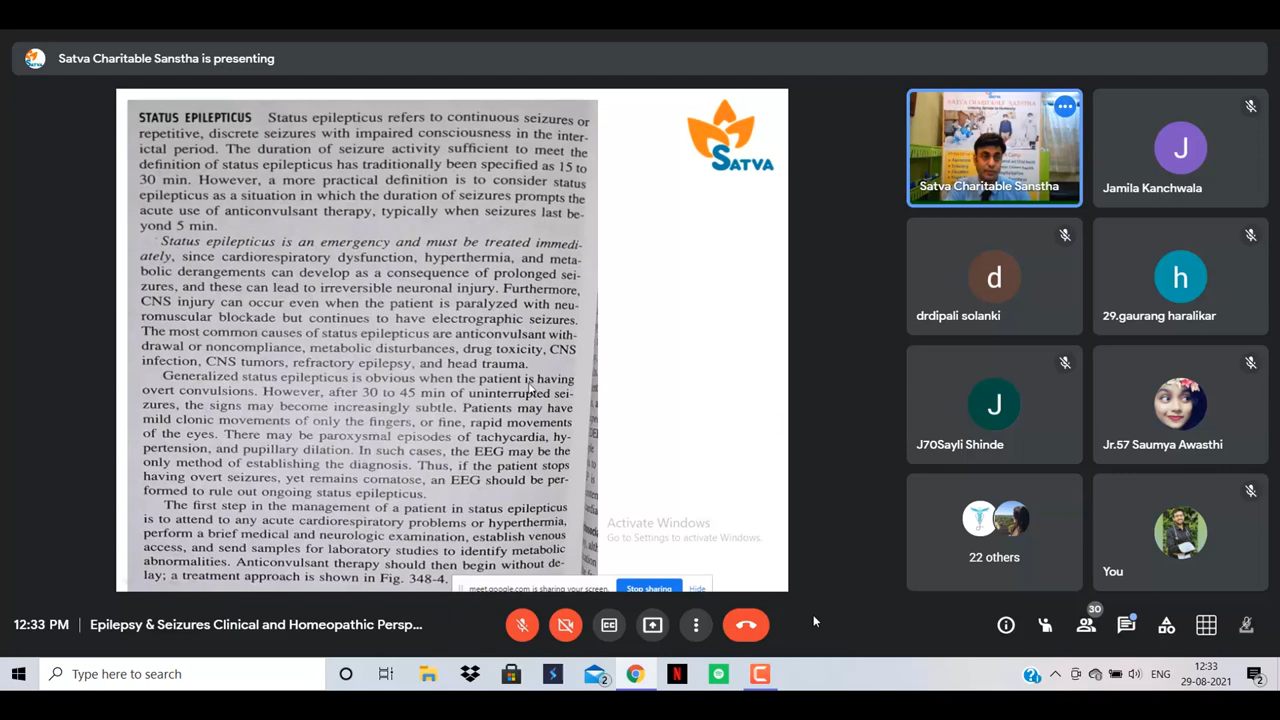 Satva Charitable Sanstha is presenting
STATUS EPILEPTICUS Status epilepticus refers to continuous seizures or
repetitive, discrete seizures with impaired consciousness in the inter-
ictal period. The duration of seizure activity sufficient to meet the
definition of status epilepticus has traditionally been specified as 15 to
30 min. However, a more practical definition is to consider status
epilepticus as a situation in which the duration of seizures prompts the
acute use of anticonvulsant therapy, typically when seizures last be-
yond 5 min.
Status epilepticus is an emergency and must be treated immedi-
ately, since cardiorespiratory dysfunction, hyperthermia, and meta-
bolic derangements can develop as a consequence of prolonged sei-
zures, and these can lead to irreversible neuronal injury. Furthermore,
CNS injury can occur even when the patient is paralyzed with neu-
romuscular blockade but continues to have electrographic seizures.
The most common causes of status epilepticus are anticonvulsant with-
drawal or noncompliance, metabolic disturbances, drug toxicity, CNS
infection, CNS tumors, refractory epilepsy, and head trauma.
Generalized status epilepticus is obvious when the patient is having
overt convulsions. However, after 30 to 45 min of uninterrupted sei-
zures, the signs may become increasingly subtle. Patients may have
mild clonic movements of only the fingers, or fine, rapid movements
of the eyes. There may be paroxysmal episodes of tachycardia, hy-
pertension, and pupillary dilation. In such cases, the EEG may be the
only method of establishing the diagnosis. Thus, if the patient stops
having overt seizures, yet remains comatose, an EEG should be per-
formed to rule out ongoing status epilepticus.
The first step in the management of a patient in status epilepticus
is to attend to any acute cardiorespiratory problems or hyperthermia,
perform a brief medical and neurologic examination, establish venous
access, and send samples for laboratory studies to identify metabolic
abnormalities. Anticonvulsant therapy should then begin without de-
lay; a treatment approach is shown in Fig. 348-4.
SATVA
Activate Windows
Go to Settings to activate Windows.
meet.google.com is sharing your screen.
Stop sharing
Hide
Satva Charitable Sanstha
J
Jamila Kanchwala
d
drdipali solanki
h
29.gaurang haralikar
J
J70Sayli Shinde
Jr.57 Saumya Awasthi
22 others
You
12:33 PM
Epilepsy & Seizures Clinical and Homeopathic Persp...
30
Type here to search
2
ENG
12:33
29-08-2021
2